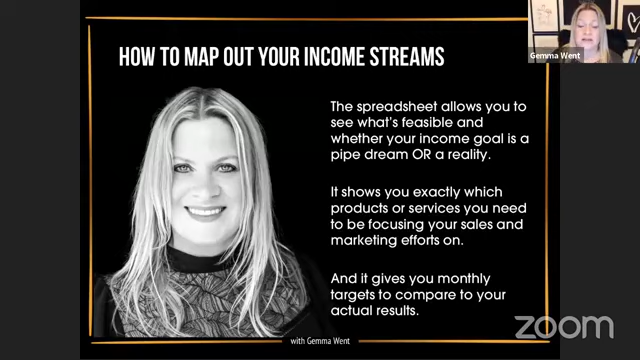 HOW TO MAP OUT YOUR INCOME STREAMS
Gemma Went
The spreadsheet allows you to
see what's feasible and
whether your income goal is a
pipe dream OR a reality.
It shows you exactly which
products or services you need
to be focusing your sales and
marketing efforts on.
And it gives you monthly
targets to compare to your
actual results.
with Gemma Went
zoom